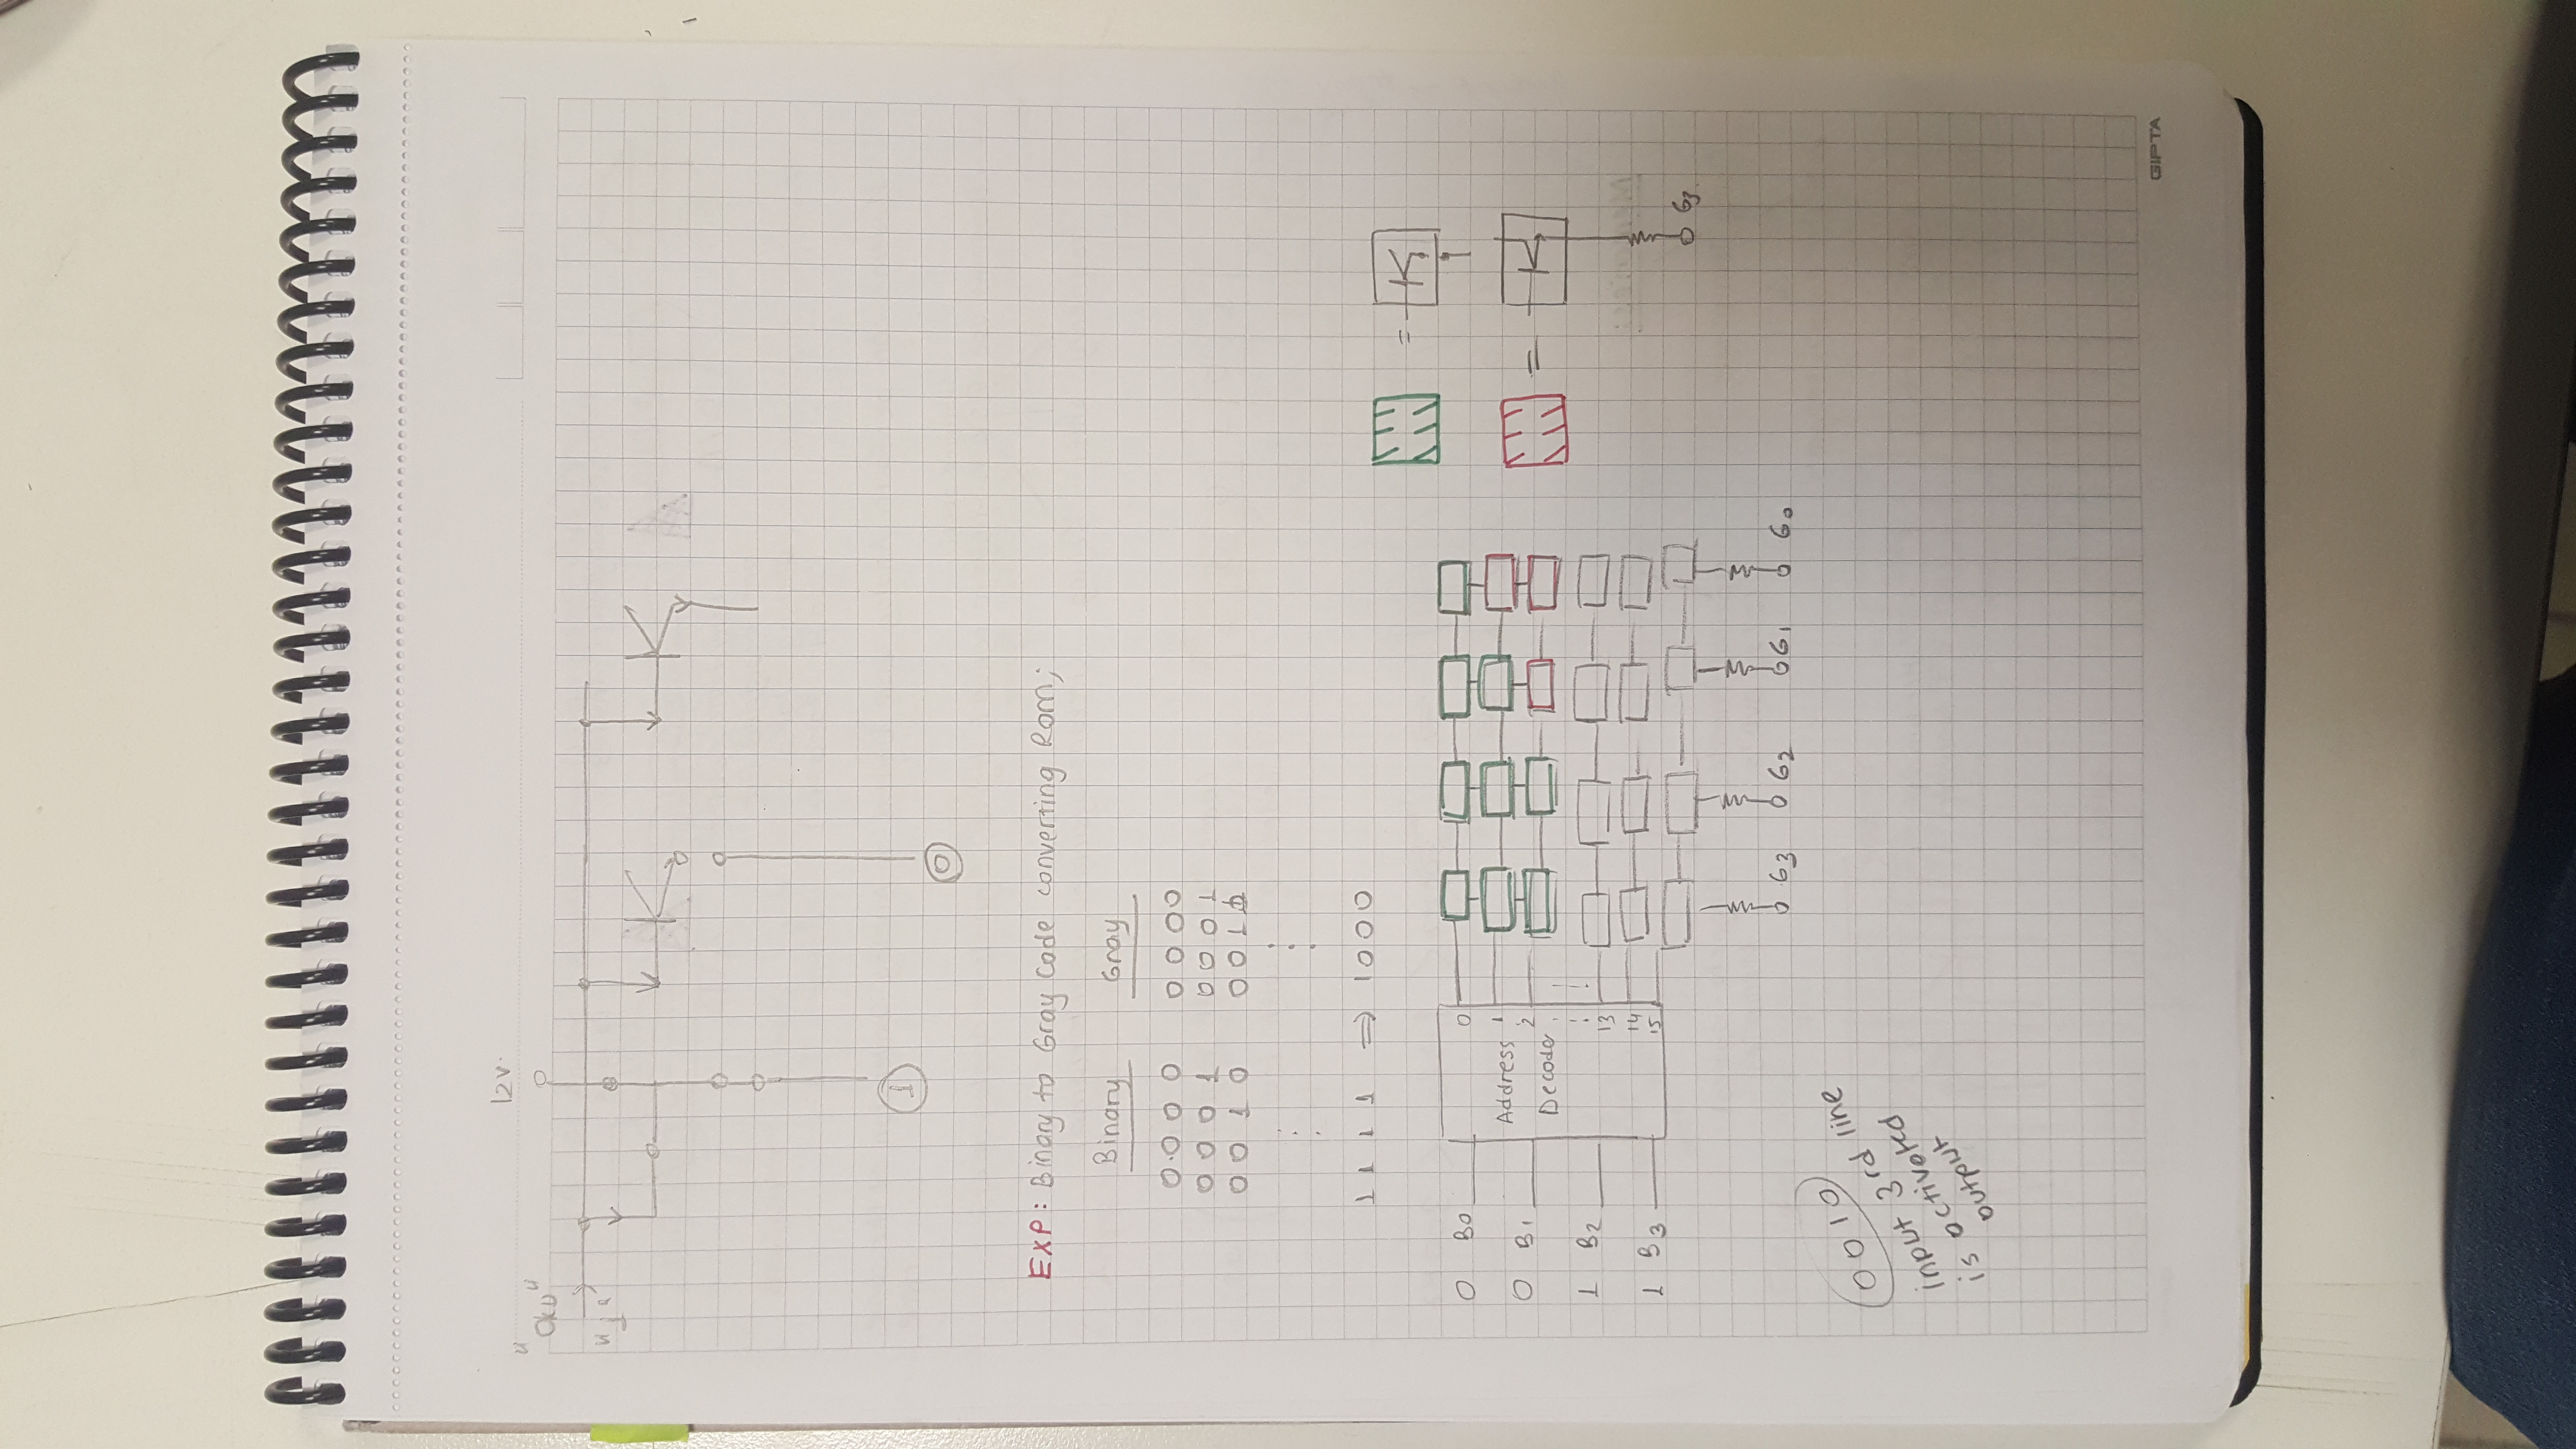 12V.
"Oku"
"1"
1
0
EXP: Binary to Gray Code converting Rom;
Binary Gray
0.0 0 0 0 0 0 0
0 0 0 1 0 0 0 1
0 0 1 0 0 0 1 1
1 1 1 1 => 1000
0 B0 0
Address 1
0 B1 2
Decoder
1 B2 13
14
1 B3 15
=
=
G3
G3 G2 G1 G0
0010
input 3rd line
is activated
output
GIPTA